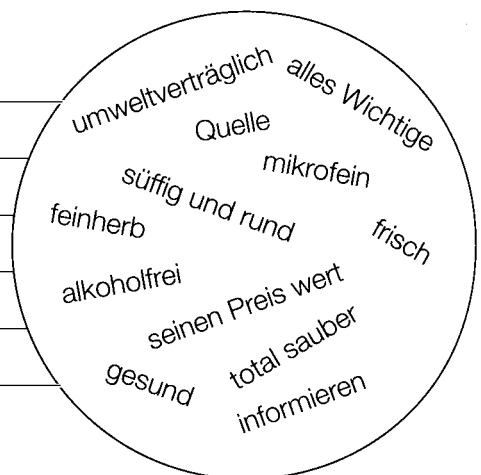 umweltverträglich
alles Wichtige
Quelle
mikrofein
süffig und rund
feinherb
frisch
alkoholfrei
seinen Preis wert
total sauber
gesund
informieren